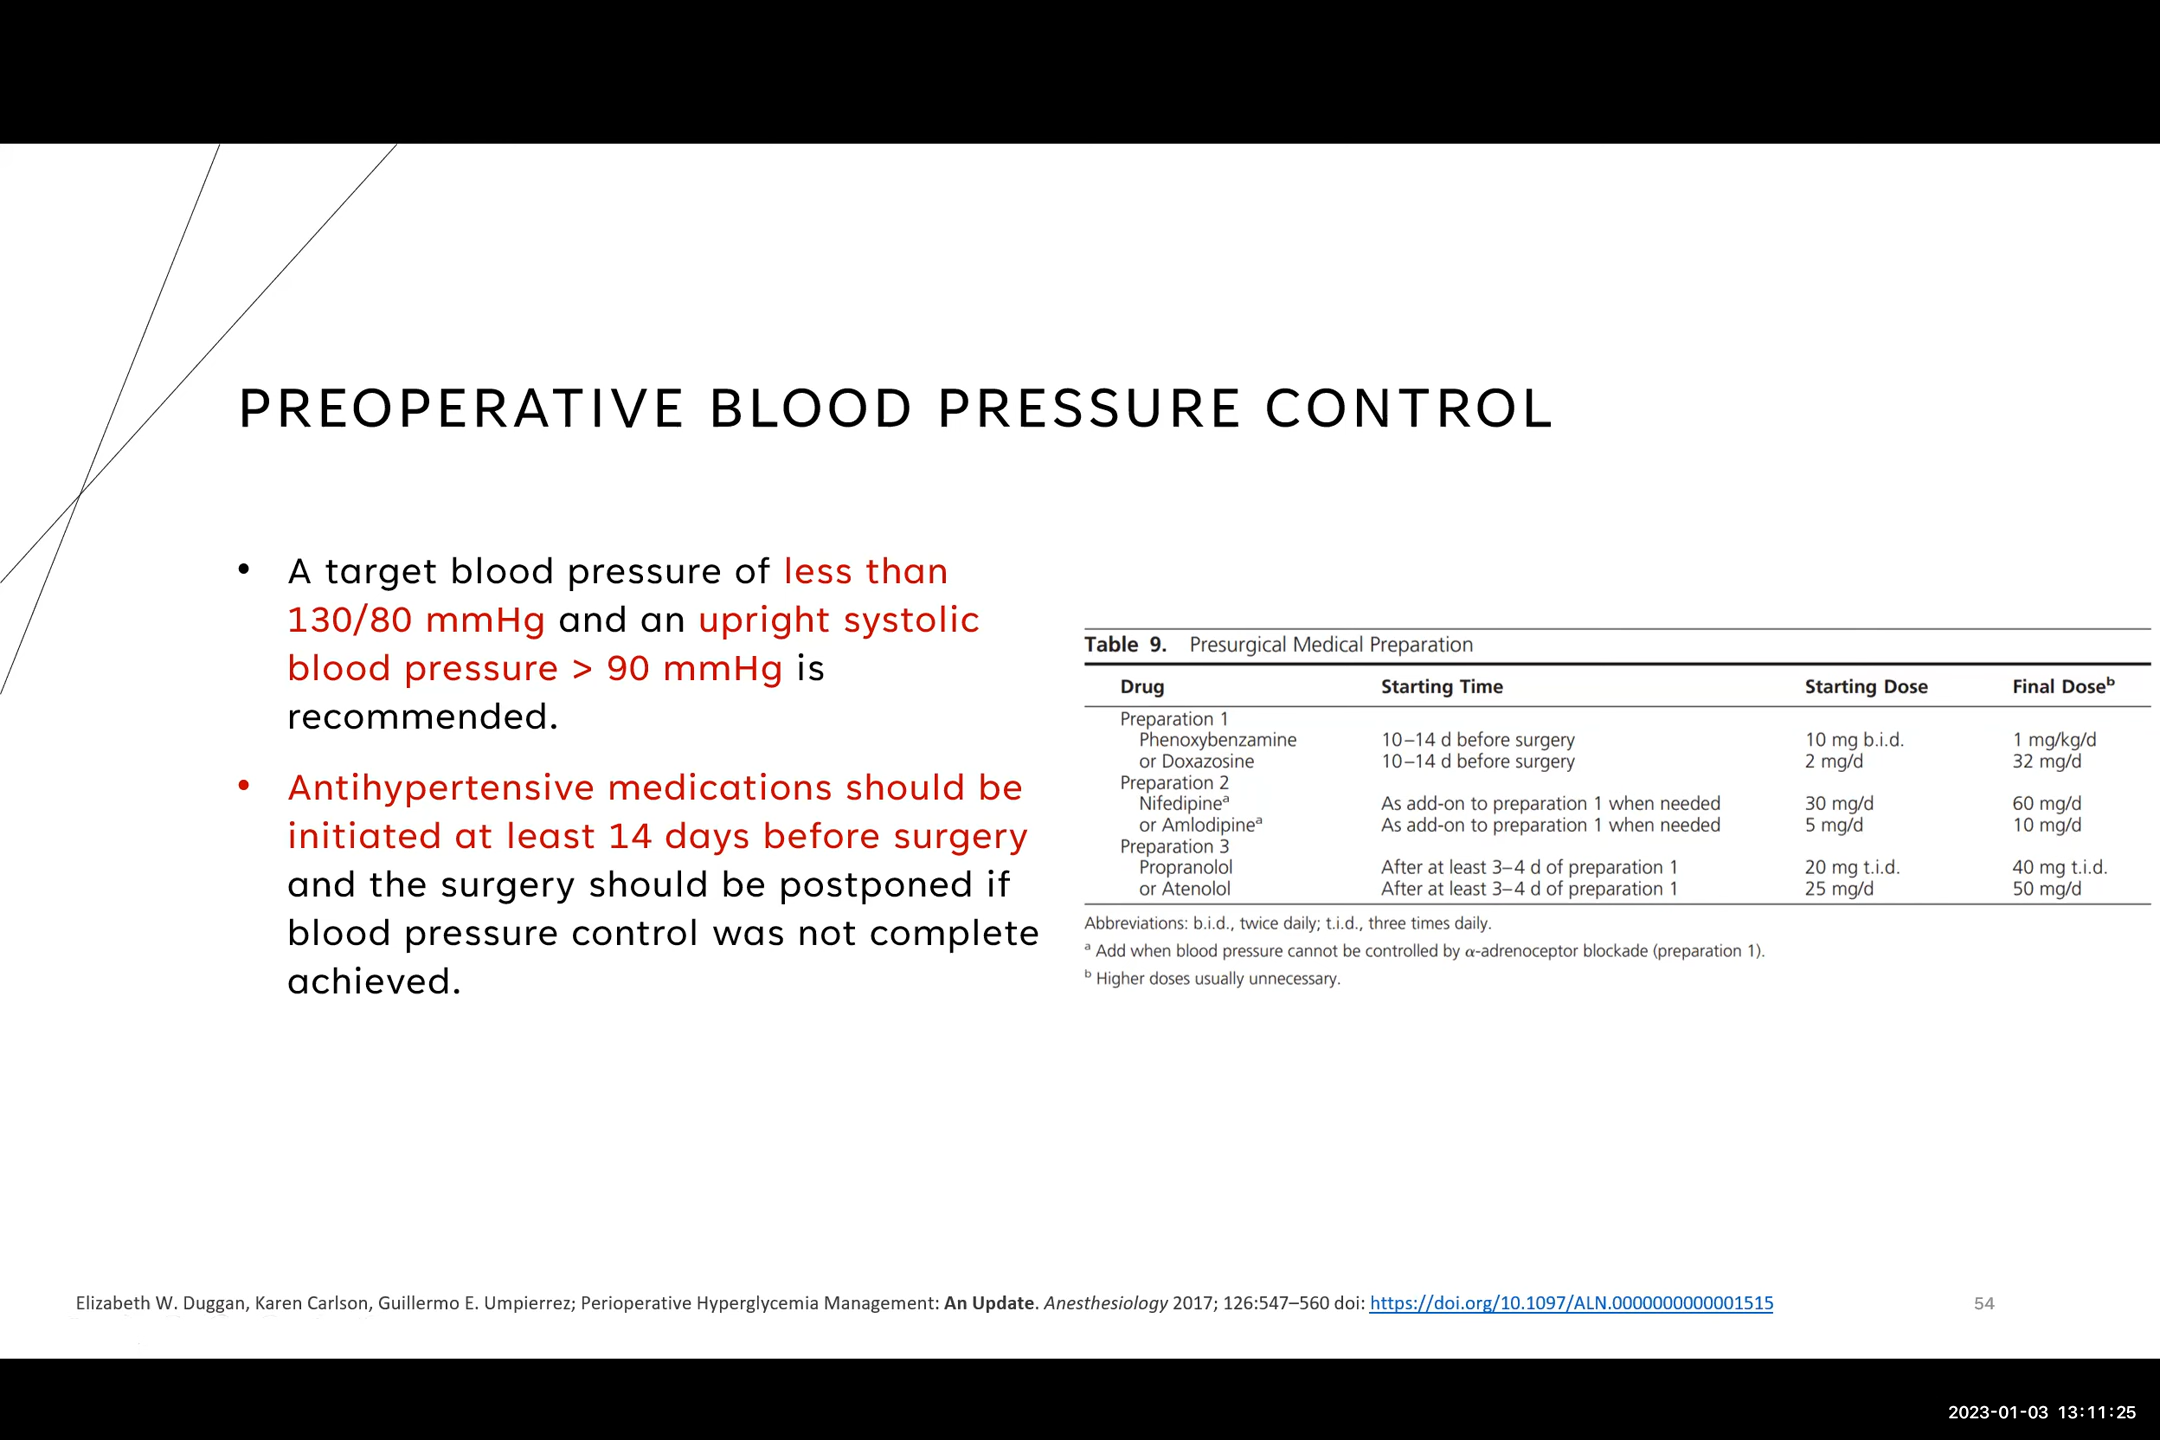 PREOPERATIVE BLOOD PRESSURE CONTROL
• A target blood pressure of less than
130/80 mmHg and an upright systolic
blood pressure > 90 mmHg is
recommended.
• Antihypertensive medications should be
initiated at least 14 days before surgery
and the surgery should be postponed if
blood pressure control was not complete
achieved.
Table 9. Presurgical Medical Preparation
Drug Starting Time Starting Dose Final Doseᵇ
Preparation 1
Phenoxybenzamine 10–14 d before surgery 10 mg b.i.d. 1 mg/kg/d
or Doxazosine 10–14 d before surgery 2 mg/d 32 mg/d
Preparation 2
Nifedipineᵃ As add-on to preparation 1 when needed 30 mg/d 60 mg/d
or Amlodipineᵃ As add-on to preparation 1 when needed 5 mg/d 10 mg/d
Preparation 3
Propranolol After at least 3–4 d of preparation 1 20 mg t.i.d. 40 mg t.i.d.
or Atenolol After at least 3–4 d of preparation 1 25 mg/d 50 mg/d
Abbreviations: b.i.d., twice daily; t.i.d., three times daily.
ᵃ Add when blood pressure cannot be controlled by α-adrenoceptor blockade (preparation 1).
ᵇ Higher doses usually unnecessary.
Elizabeth W. Duggan, Karen Carlson, Guillermo E. Umpierrez; Perioperative Hyperglycemia Management: An Update. Anesthesiology 2017; 126:547–560 doi: https://doi.org/10.1097/ALN.0000000000001515
54
2023-01-03 13:11:25